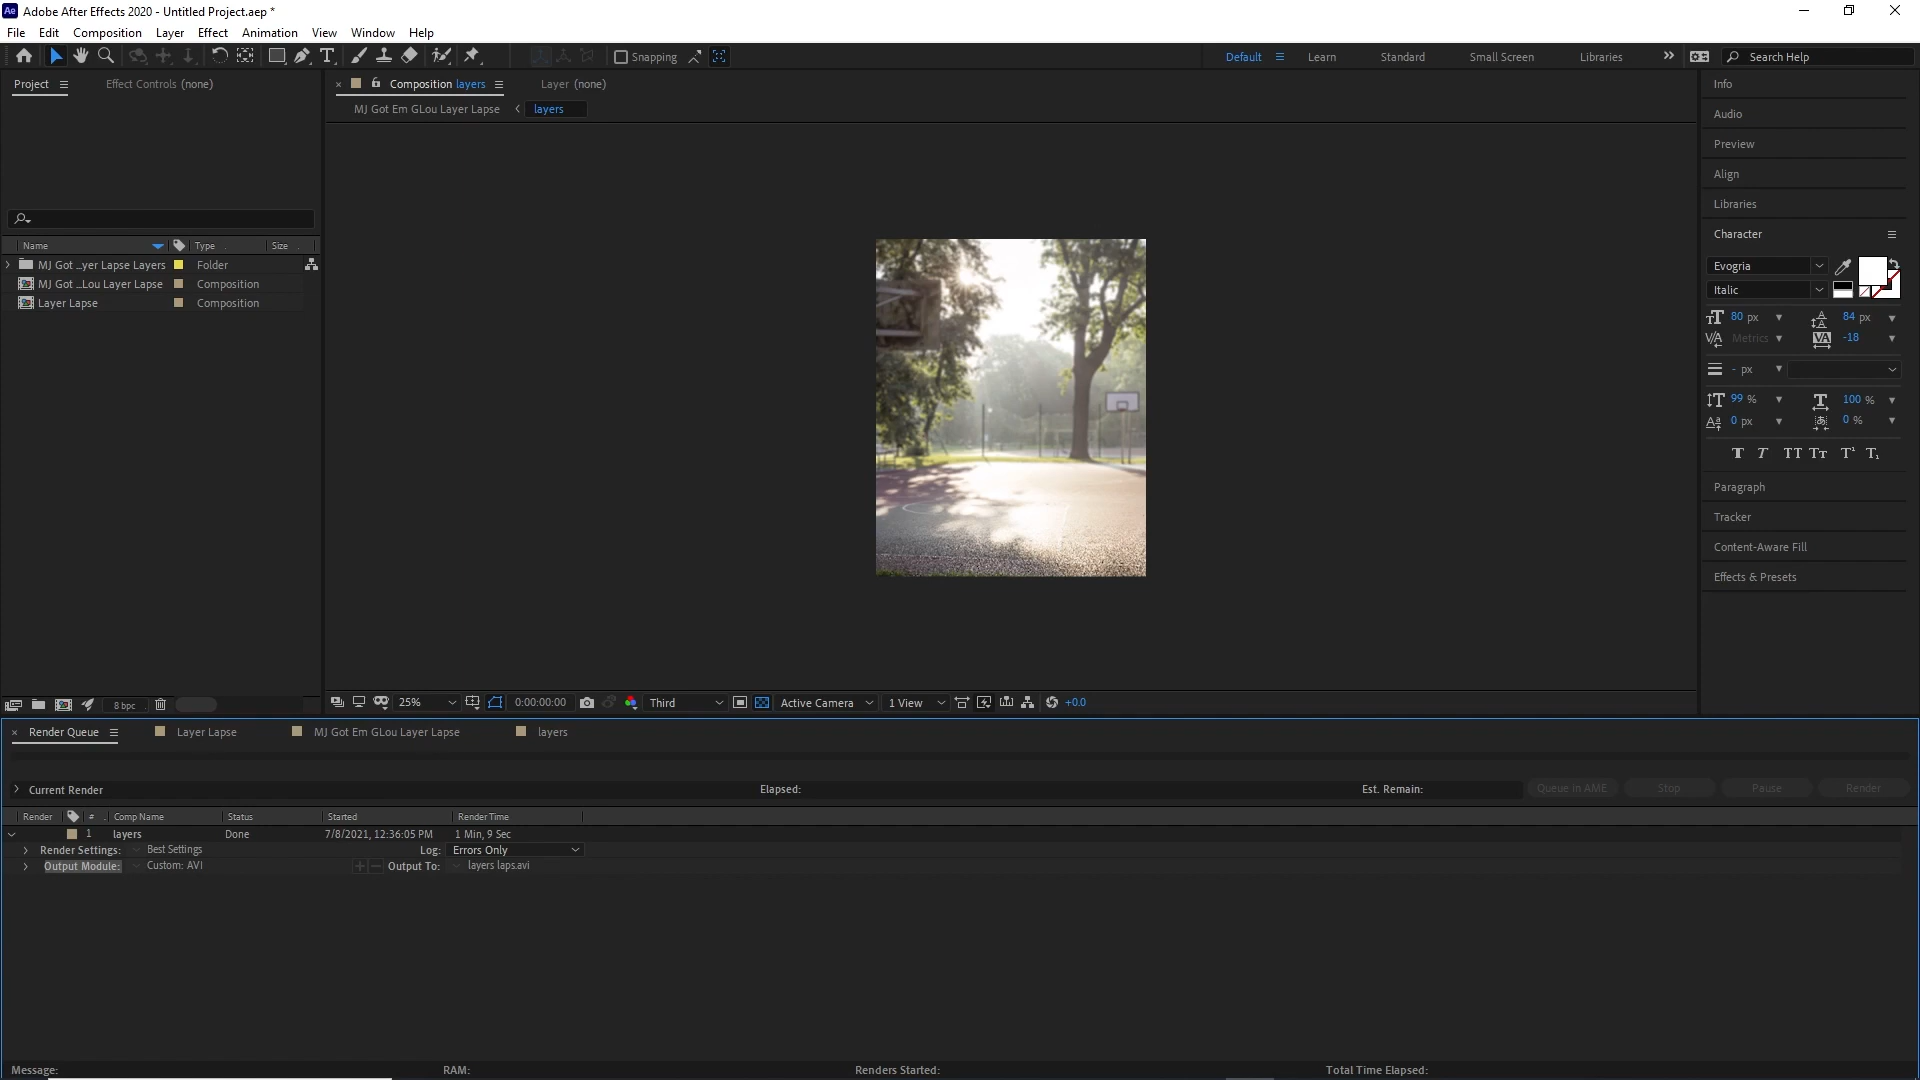 Ae Adobe After Effects 2020 - Untitled Project.aep *
File Edit Composition Layer Effect Animation View Window Help
Snapping Default Learn Standard Small Screen Libraries Search Help
Project Effect Controls (none)
Composition layers Layer (none)
MJ Got Em GLou Layer Lapse layers
Name Type Size
MJ Got ...yer Lapse Layers Folder
MJ Got ...Lou Layer Lapse Composition
Layer Lapse Composition
8 bpc
25% 0:00:00:00 Third Active Camera 1 View +0.0
Info
Audio
Preview
Align
Libraries
Character
Evogria
Italic
80 px 84 px
Metrics -18
- px
99 % 100 %
0 px 0 %
T T TT Tt T¹ T₁
Paragraph
Tracker
Content-Aware Fill
Effects & Presets
Render Queue Layer Lapse MJ Got Em GLou Layer Lapse layers
Current Render Elapsed: Est. Remain: Queue in AME Stop Pause Render
Render # Comp Name Status Started Render Time
1 layers Done 7/8/2021, 12:36:05 PM 1 Min, 9 Sec
Render Settings: Best Settings Log: Errors Only
Output Module: Custom: AVI Output To: layers laps.avi
Message: RAM: Renders Started: Total Time Elapsed: